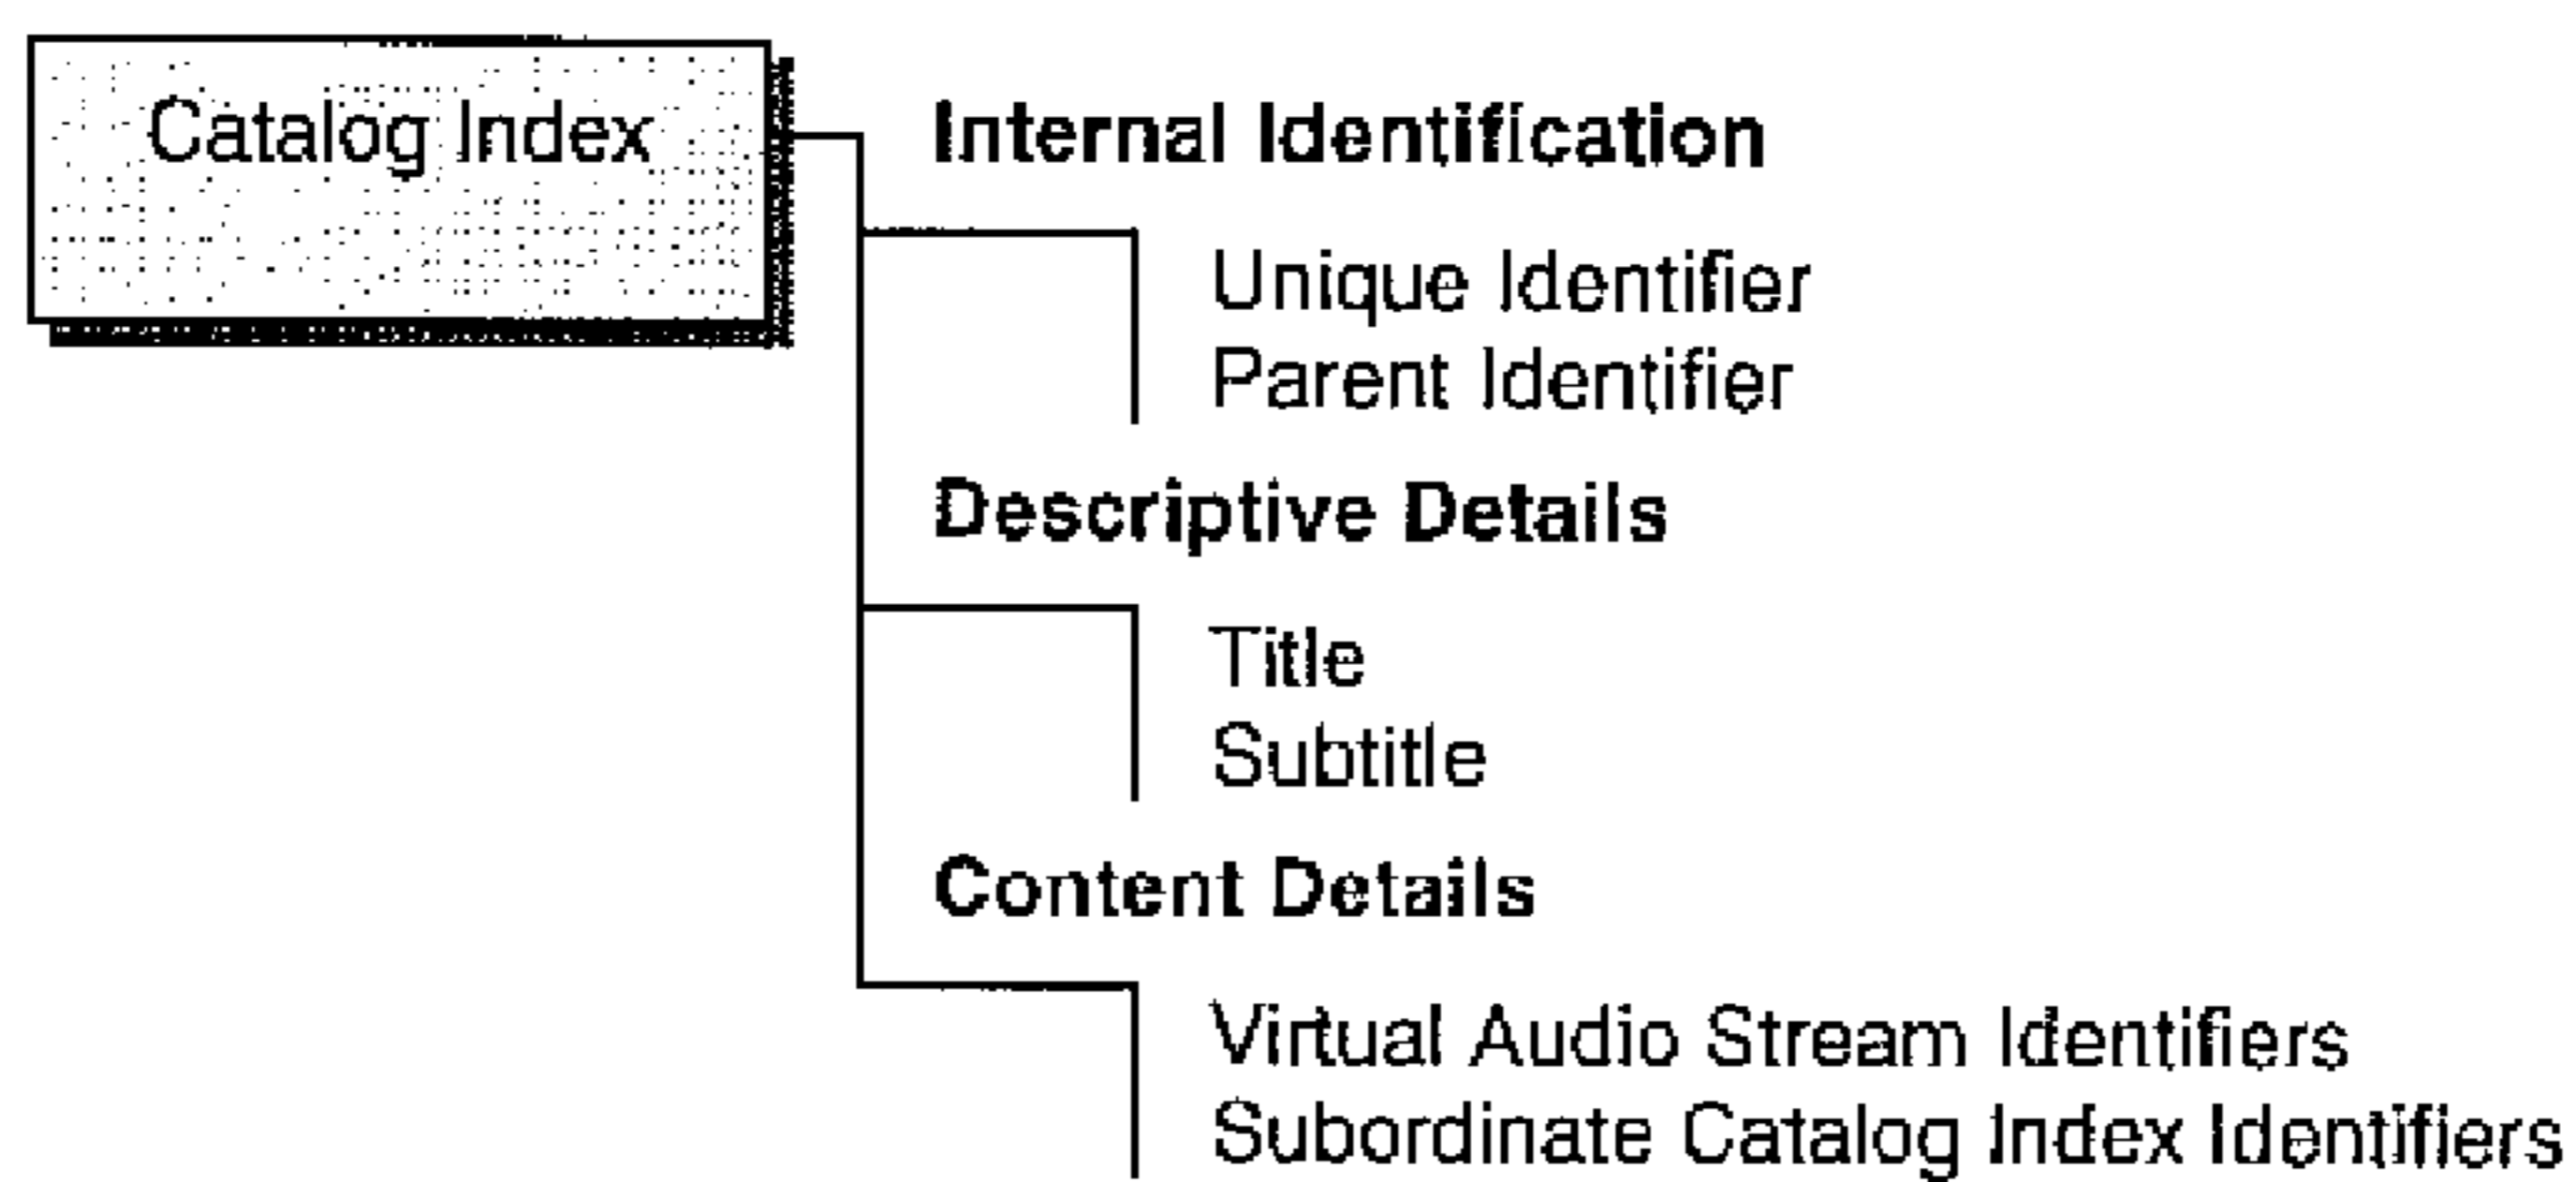 Catalog Index
Internal Identification
Unique Identifier
Parent Identifier
Descriptive Details
Title
Subtitle
Content Details
Virtual Audio Stream Identifiers
Subordinate Catalog Index Identifiers